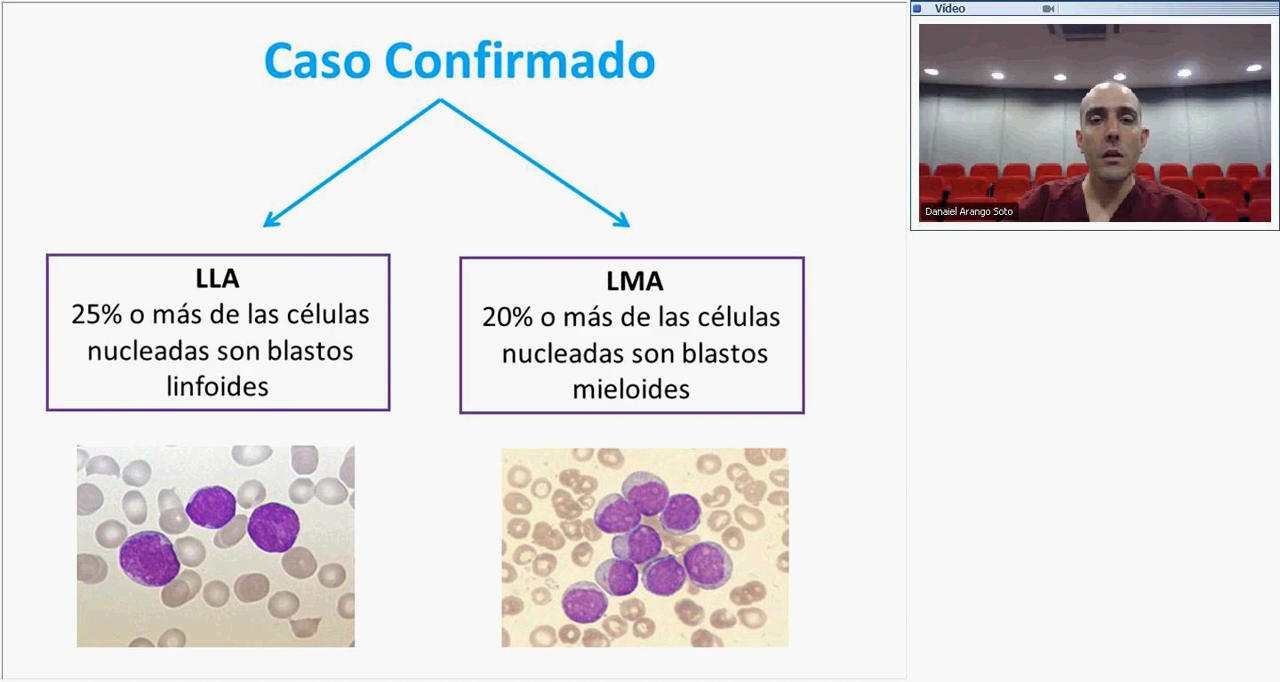 Caso Confirmado
LLA
25% o más de las células
nucleadas son blastos
linfoides
LMA
20% o más de las células
nucleadas son blastos
mieloides
Vídeo
Danaiel Arango Soto